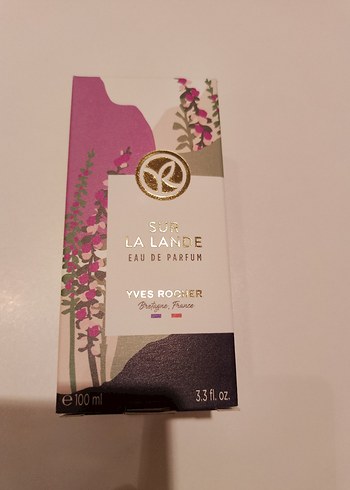 SUR
LA LANDE
EAU DE PARFUM
YVES ROCHER
Bretagne, France
℮ 100 ml
3.3 fl. oz.